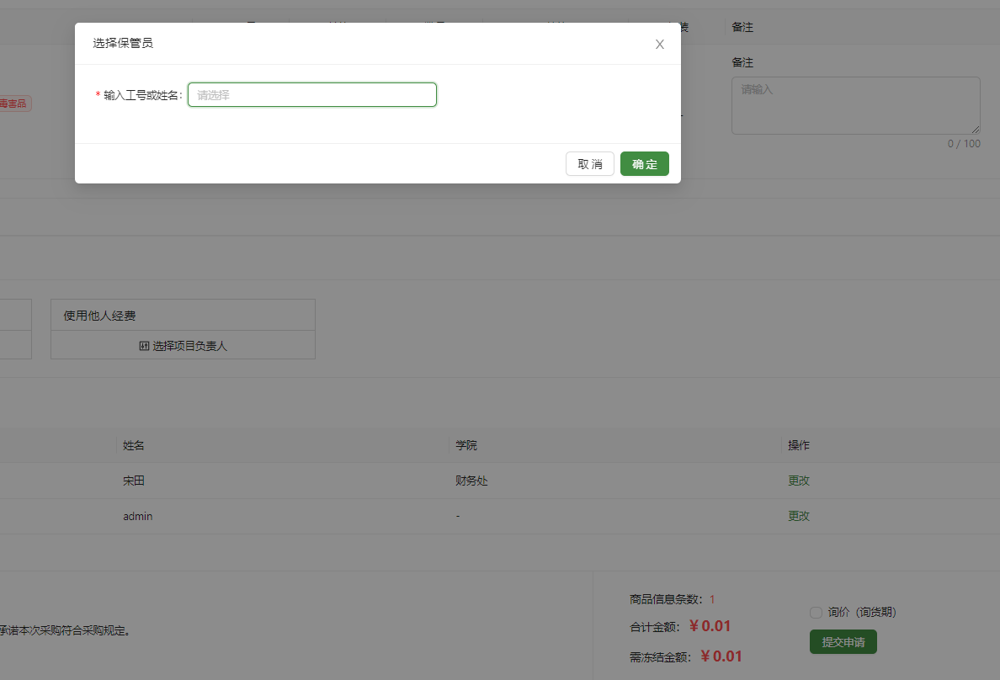 选择保管员
X
* 输入工号或姓名: 请选择
取 消 确 定
装 备注
备注
请输入
毒害品
0 / 100
使用他人经费
选择项目负责人
姓名 学院 操作
宋田 财务处 更改
admin - 更改
商品信息条数: 1
合计金额: ￥0.01
需冻结金额: ￥0.01
询价（询货期）
提交申请
承诺本次采购符合采购规定。